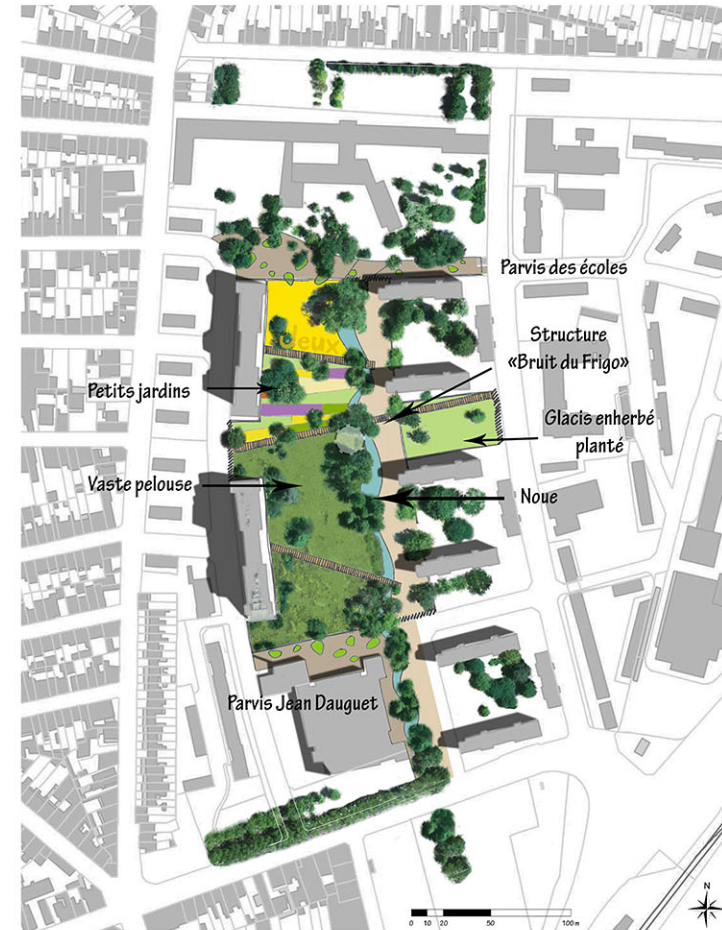 Parvis des écoles
deux
Structure
«Bruit du Frigo»
Petits jardins
Glacis enherbé
planté
Vaste pelouse
Noue
Parvis Jean Dauguet
N
0 10 20 50 100 m